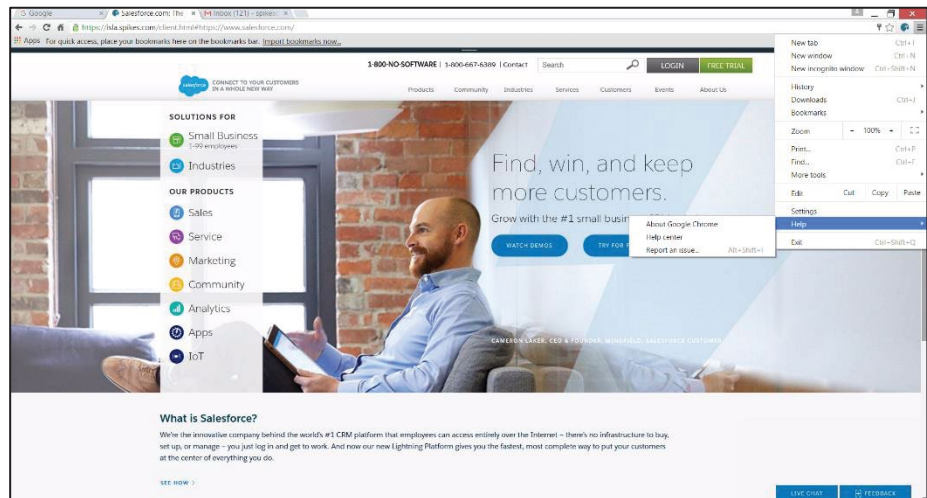 Google
Salesforce.com: The
Inbox (121) - spikes
https://isla.spikes.com/client.html#https://www.salesforce.com/
Apps For quick access, place your bookmarks here on the bookmarks bar. Import bookmarks now...
1-800-NO-SOFTWARE | 1-800-667-6389 | Contact
Search
LOGIN
FREE TRIAL
salesforce
CONNECT TO YOUR CUSTOMERS
IN A WHOLE NEW WAY
Products Community Industries Services Customers Events About Us
SOLUTIONS FOR
Small Business
1-99 employees
Industries
OUR PRODUCTS
Sales
Service
Marketing
Community
Analytics
Apps
IoT
Find, win, and keep
more customers.
Grow with the #1 small busin
WATCH DEMOS
TRY FOR
CAMERON LAKER, CEO & FOUNDER, MINDFIELD, SALESFORCE CUSTOMER
New tab Ctrl+T
New window Ctrl+N
New incognito window Ctrl+Shift+N
History
Downloads Ctrl+J
Bookmarks
Zoom - 100% +
Print... Ctrl+P
Find... Ctrl+F
More tools
Edit Cut Copy Paste
Settings
Help
Exit Ctrl+Shift+Q
About Google Chrome
Help center
Report an issue... Alt+Shift+I
What is Salesforce?
We're the innovative company behind the world's #1 CRM platform that employees can access entirely over the Internet – there's no infrastructure to buy,
set up, or manage – you just log in and get to work. And now our new Lightning Platform gives you the fastest, most complete way to put your customers
at the center of everything you do.
SEE HOW >
LIVE CHAT
FEEDBACK